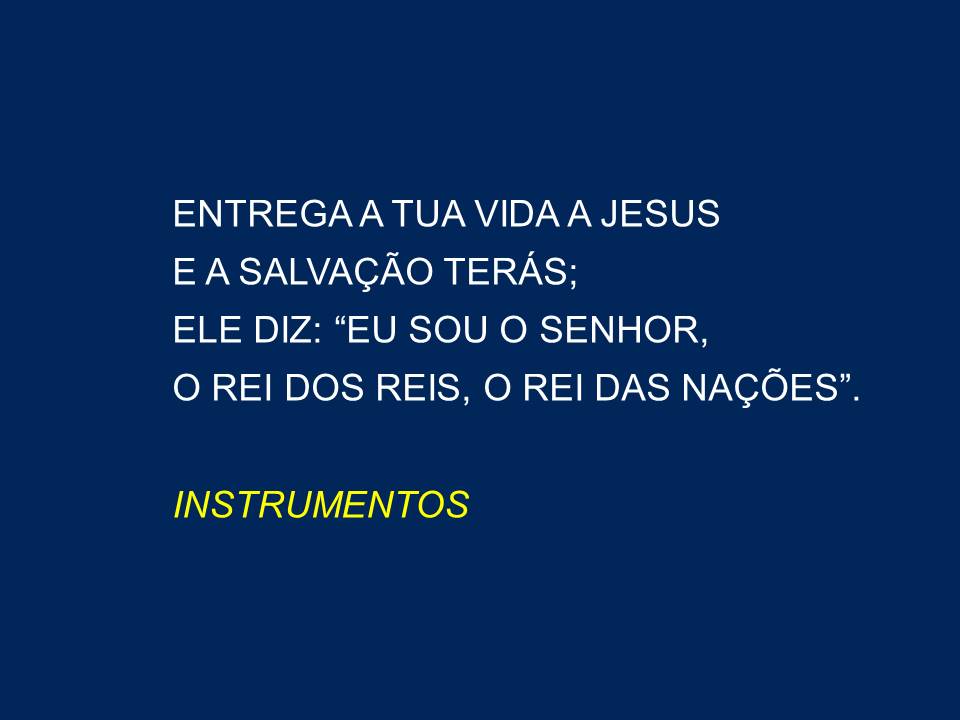 ENTREGA A TUA VIDA A JESUS
E A SALVAÇÃO TERÁS;
ELE DIZ: “EU SOU O SENHOR,
O REI DOS REIS, O REI DAS NAÇÕES”.
INSTRUMENTOS